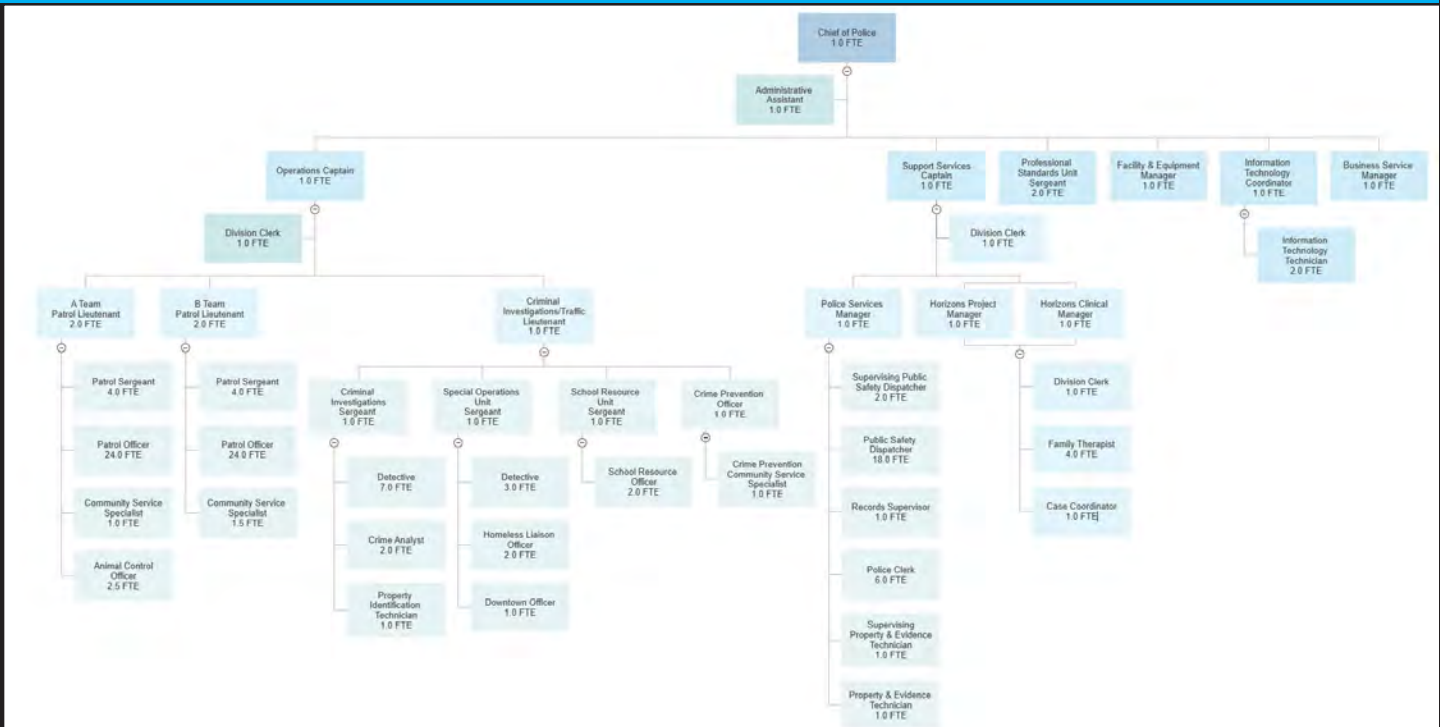 Chief of Police
1.0 FTE
Administrative
Assistant
1.0 FTE
Operations Captain
1.0 FTE
Support Services
Captain
1.0 FTE
Professional
Standards Unit
Sergeant
2.0 FTE
Facility & Equipment
Manager
1.0 FTE
Information
Technology
Coordinator
1.0 FTE
Business Service
Manager
1.0 FTE
Division Clerk
1.0 FTE
Division Clerk
1.0 FTE
Information
Technology
Technician
2.0 FTE
A Team
Patrol Lieutenant
2.0 FTE
B Team
Patrol Lieutenant
2.0 FTE
Criminal
Investigations/Traffic
Lieutenant
1.0 FTE
Police Services
Manager
1.0 FTE
Horizons Project
Manager
1.0 FTE
Horizons Clinical
Manager
1.0 FTE
Patrol Sergeant
4.0 FTE
Patrol Officer
24.0 FTE
Community Service
Specialist
1.0 FTE
Animal Control
Officer
2.5 FTE
Patrol Sergeant
4.0 FTE
Patrol Officer
24.0 FTE
Community Service
Specialist
1.5 FTE
Criminal
Investigations
Sergeant
1.0 FTE
Detective
7.0 FTE
Crime Analyst
2.0 FTE
Property
Identification
Technician
1.0 FTE
Special Operations
Unit
Sergeant
1.0 FTE
Detective
3.0 FTE
Homeless Liaison
Officer
2.0 FTE
Downtown Officer
1.0 FTE
School Resource
Unit
Sergeant
1.0 FTE
School Resource
Officer
2.0 FTE
Crime Prevention
Officer
1.0 FTE
Crime Prevention
Community Service
Specialist
1.0 FTE
Supervising Public
Safety Dispatcher
2.0 FTE
Public Safety
Dispatcher
18.0 FTE
Records Supervisor
1.0 FTE
Police Clerk
6.0 FTE
Supervising
Property & Evidence
Technician
1.0 FTE
Property & Evidence
Technician
1.0 FTE
Division Clerk
1.0 FTE
Family Therapist
4.0 FTE
Case Coordinator
1.0 FTE